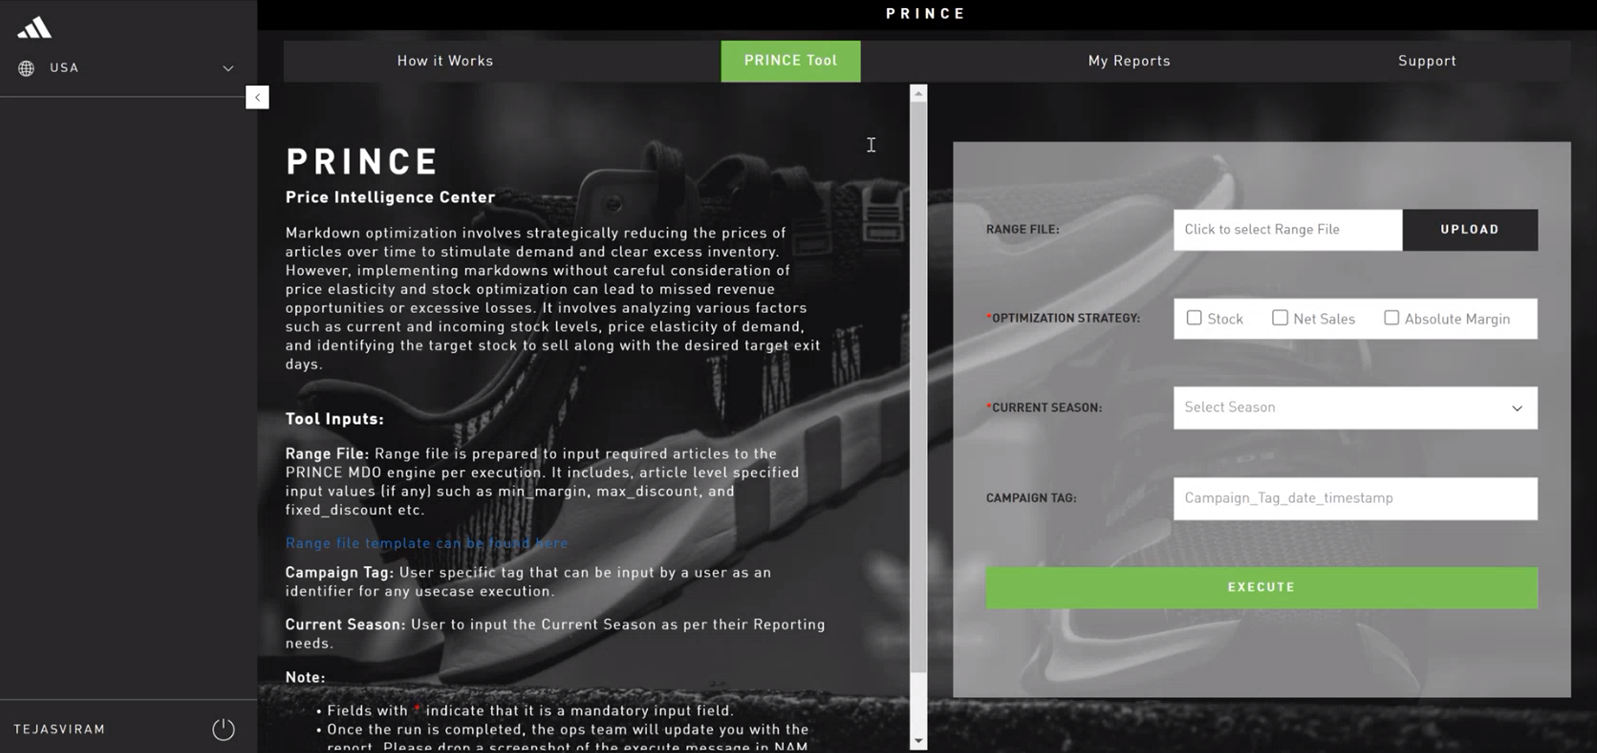 PRINCE
USA
How it Works
PRINCE Tool
My Reports
Support
PRINCE
Price Intelligence Center
Markdown optimization involves strategically reducing the prices of
articles over time to stimulate demand and clear excess inventory.
However, implementing markdowns without careful consideration of
price elasticity and stock optimization can lead to missed revenue
opportunities or excessive losses. It involves analyzing various factors
such as current and incoming stock levels, price elasticity of demand,
and identifying the target stock to sell along with the desired target exit
days.
Tool Inputs:
Range File: Range file is prepared to input required articles to the
PRINCE MDO engine per execution. It includes, article level specified
input values (if any) such as min_margin, max_discount, and
fixed_discount etc.
Range file template can be found here
Campaign Tag: User specific tag that can be input by a user as an
identifier for any usecase execution.
Current Season: User to input the Current Season as per their Reporting
needs.
Note:
• Fields with * indicate that it is a mandatory input field.
• Once the run is completed, the ops team will update you with the
report. Please drop a screenshot of the execute message in NAM
RANGE FILE:
Click to select Range File
UPLOAD
*OPTIMIZATION STRATEGY:
Stock
Net Sales
Absolute Margin
*CURRENT SEASON:
Select Season
CAMPAIGN TAG:
Campaign_Tag_date_timestamp
EXECUTE
TEJASVIRAM